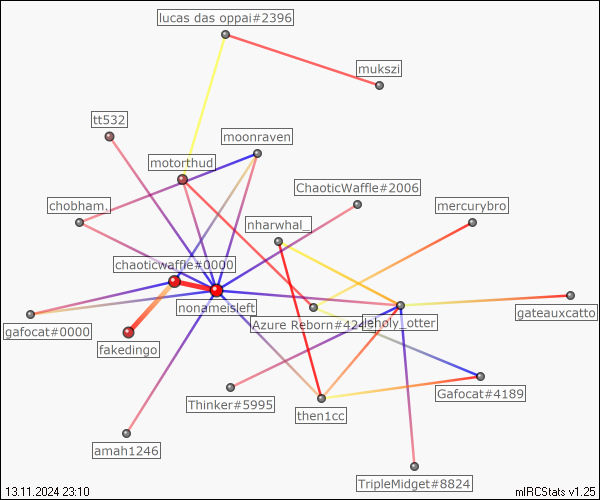 lucas das oppai#2396
mukszi
tt532
moonraven
motorthud
ChaoticWaffle#2006
chobham.
mercurybro
nharwhal_
chaoticwaffle#0000
nonameisleft
gateauxcatto
Azure Reborn#424
eholy_otter
gafocat#0000
fakedingo
Gafocat#4189
Thinker#5995
then1cc
amah1246
TripleMidget#8824
13.11.2024 23:10
mIRCStats v1.25